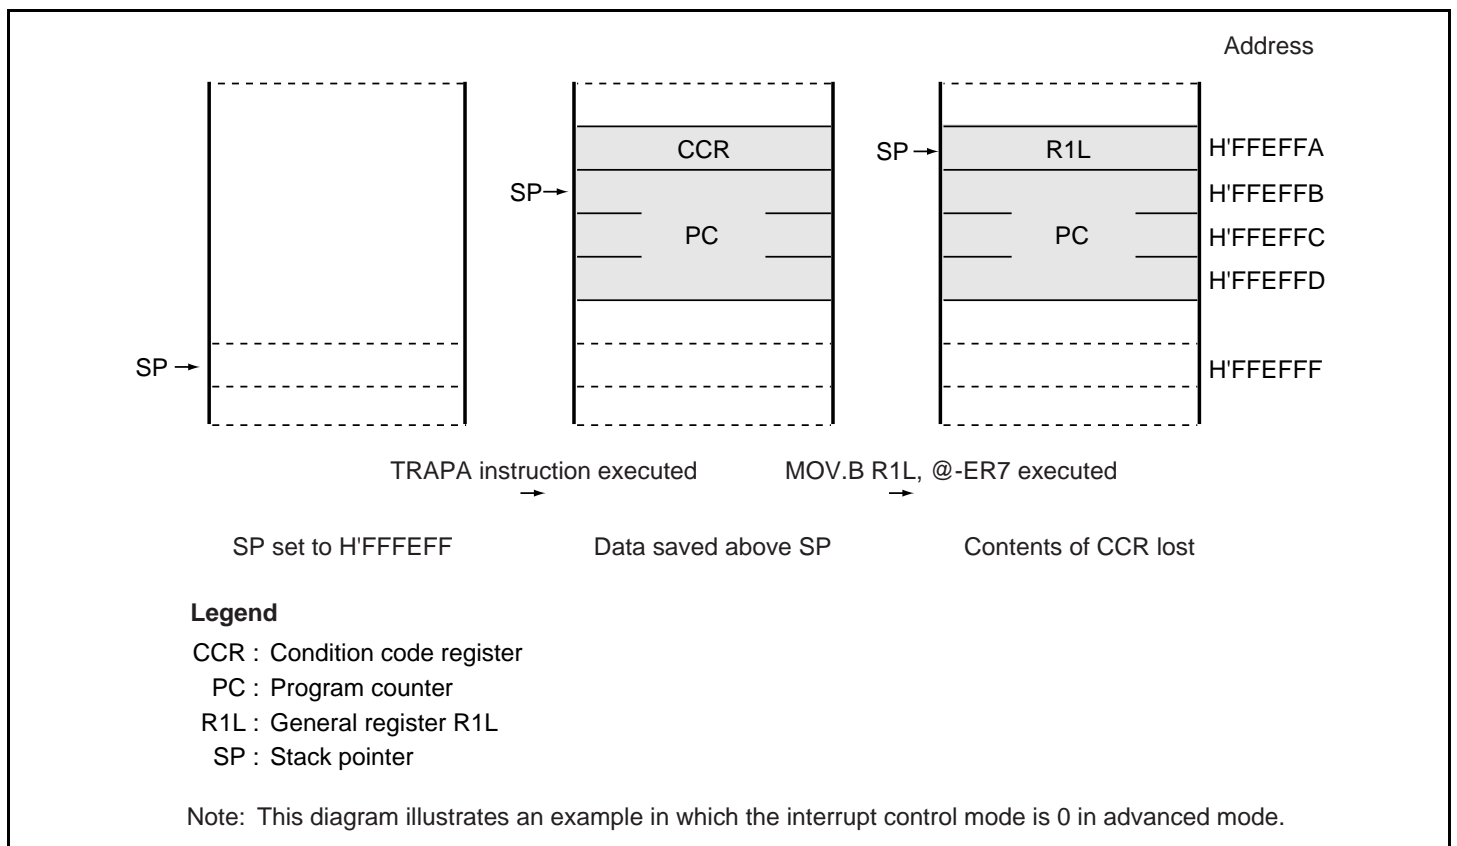 Address
CCR
SP
R1L
H'FFEFFA
SP
H'FFEFFB
PC
PC
H'FFEFFC
H'FFEFFD
SP
H'FFEFFF
TRAPA instruction executed
MOV.B R1L, @-ER7 executed
SP set to H'FFFEFF
Data saved above SP
Contents of CCR lost
Legend
CCR : Condition code register
PC : Program counter
R1L : General register R1L
SP : Stack pointer
Note: This diagram illustrates an example in which the interrupt control mode is 0 in advanced mode.